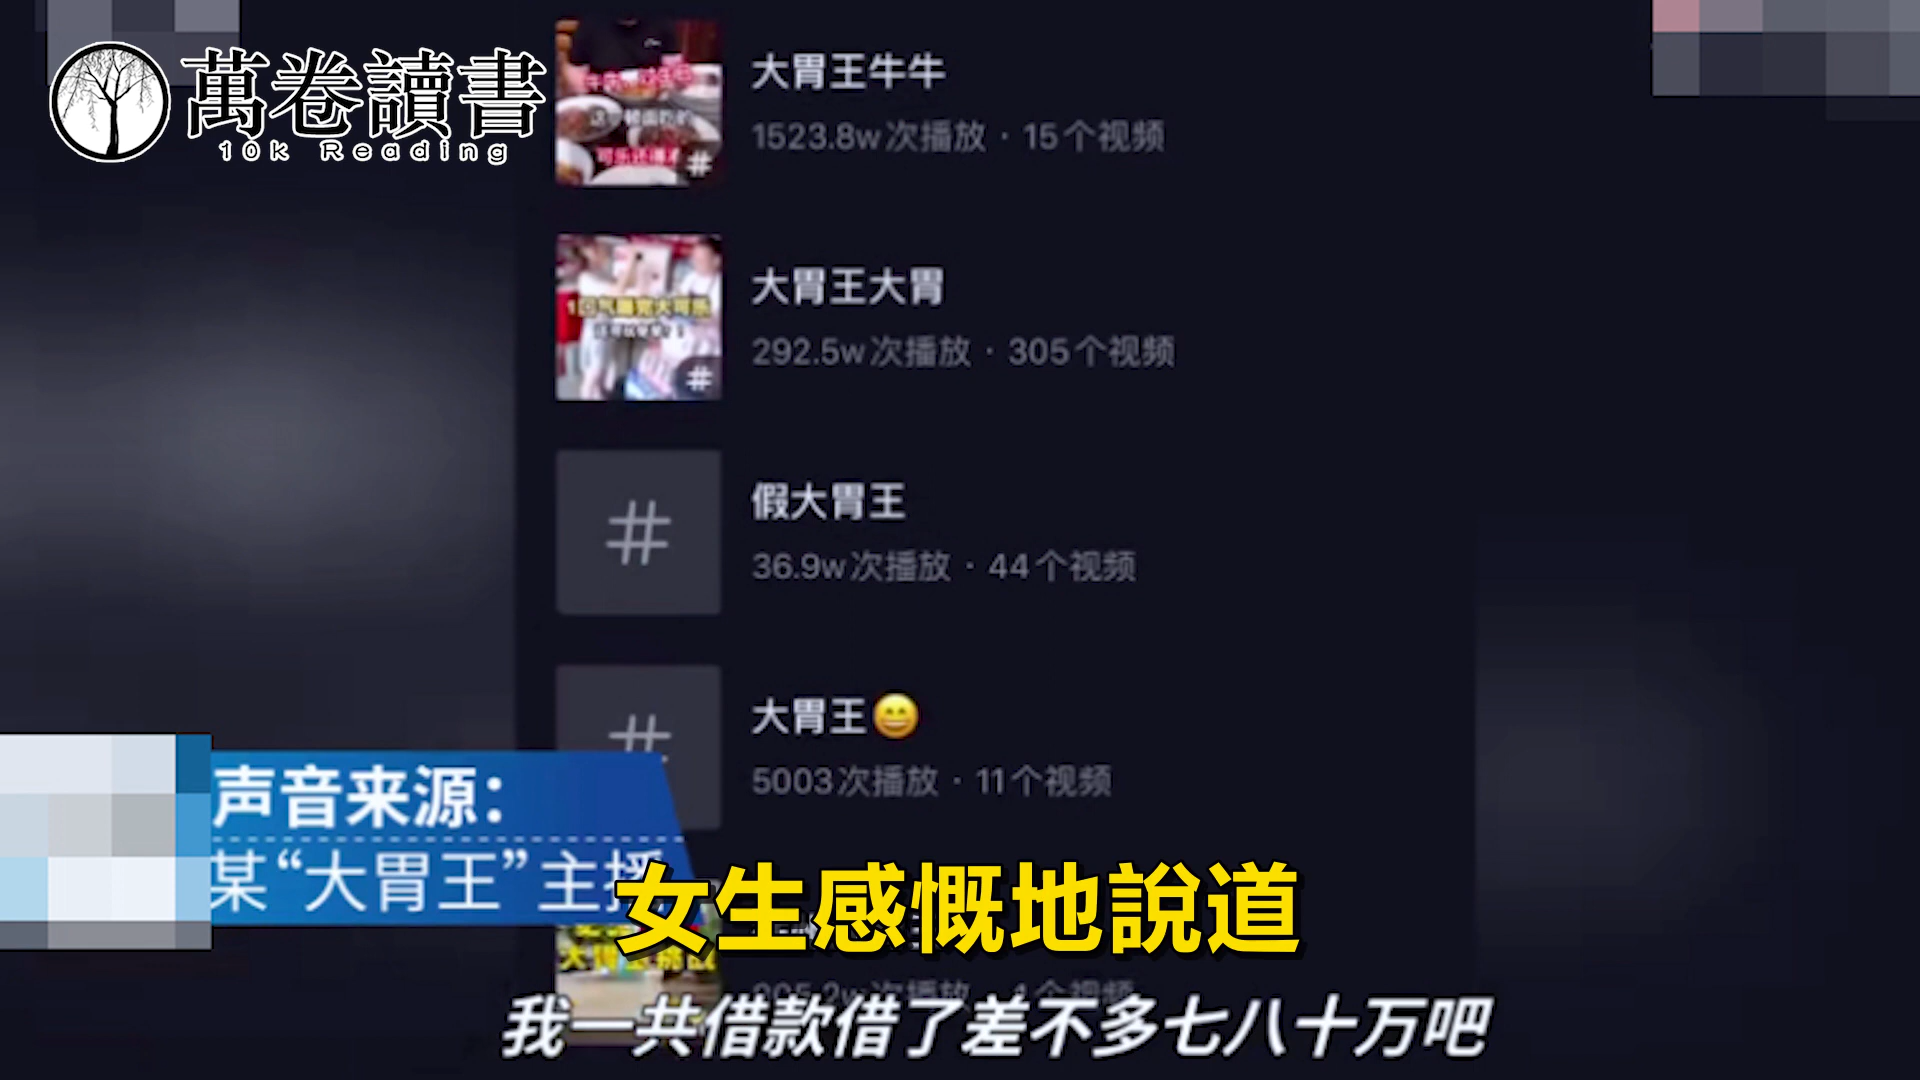 萬卷讀書
10k Reading
大胃王牛牛
1523.8w次播放 · 15个视频
大胃王大胃
292.5w次播放 · 305个视频
#
假大胃王
36.9w次播放 · 44个视频
#
大胃王😄
5003次播放 · 11个视频
声音来源：
某“大胃王”主播
女生感慨地說道
我一共借款借了差不多七八十万吧